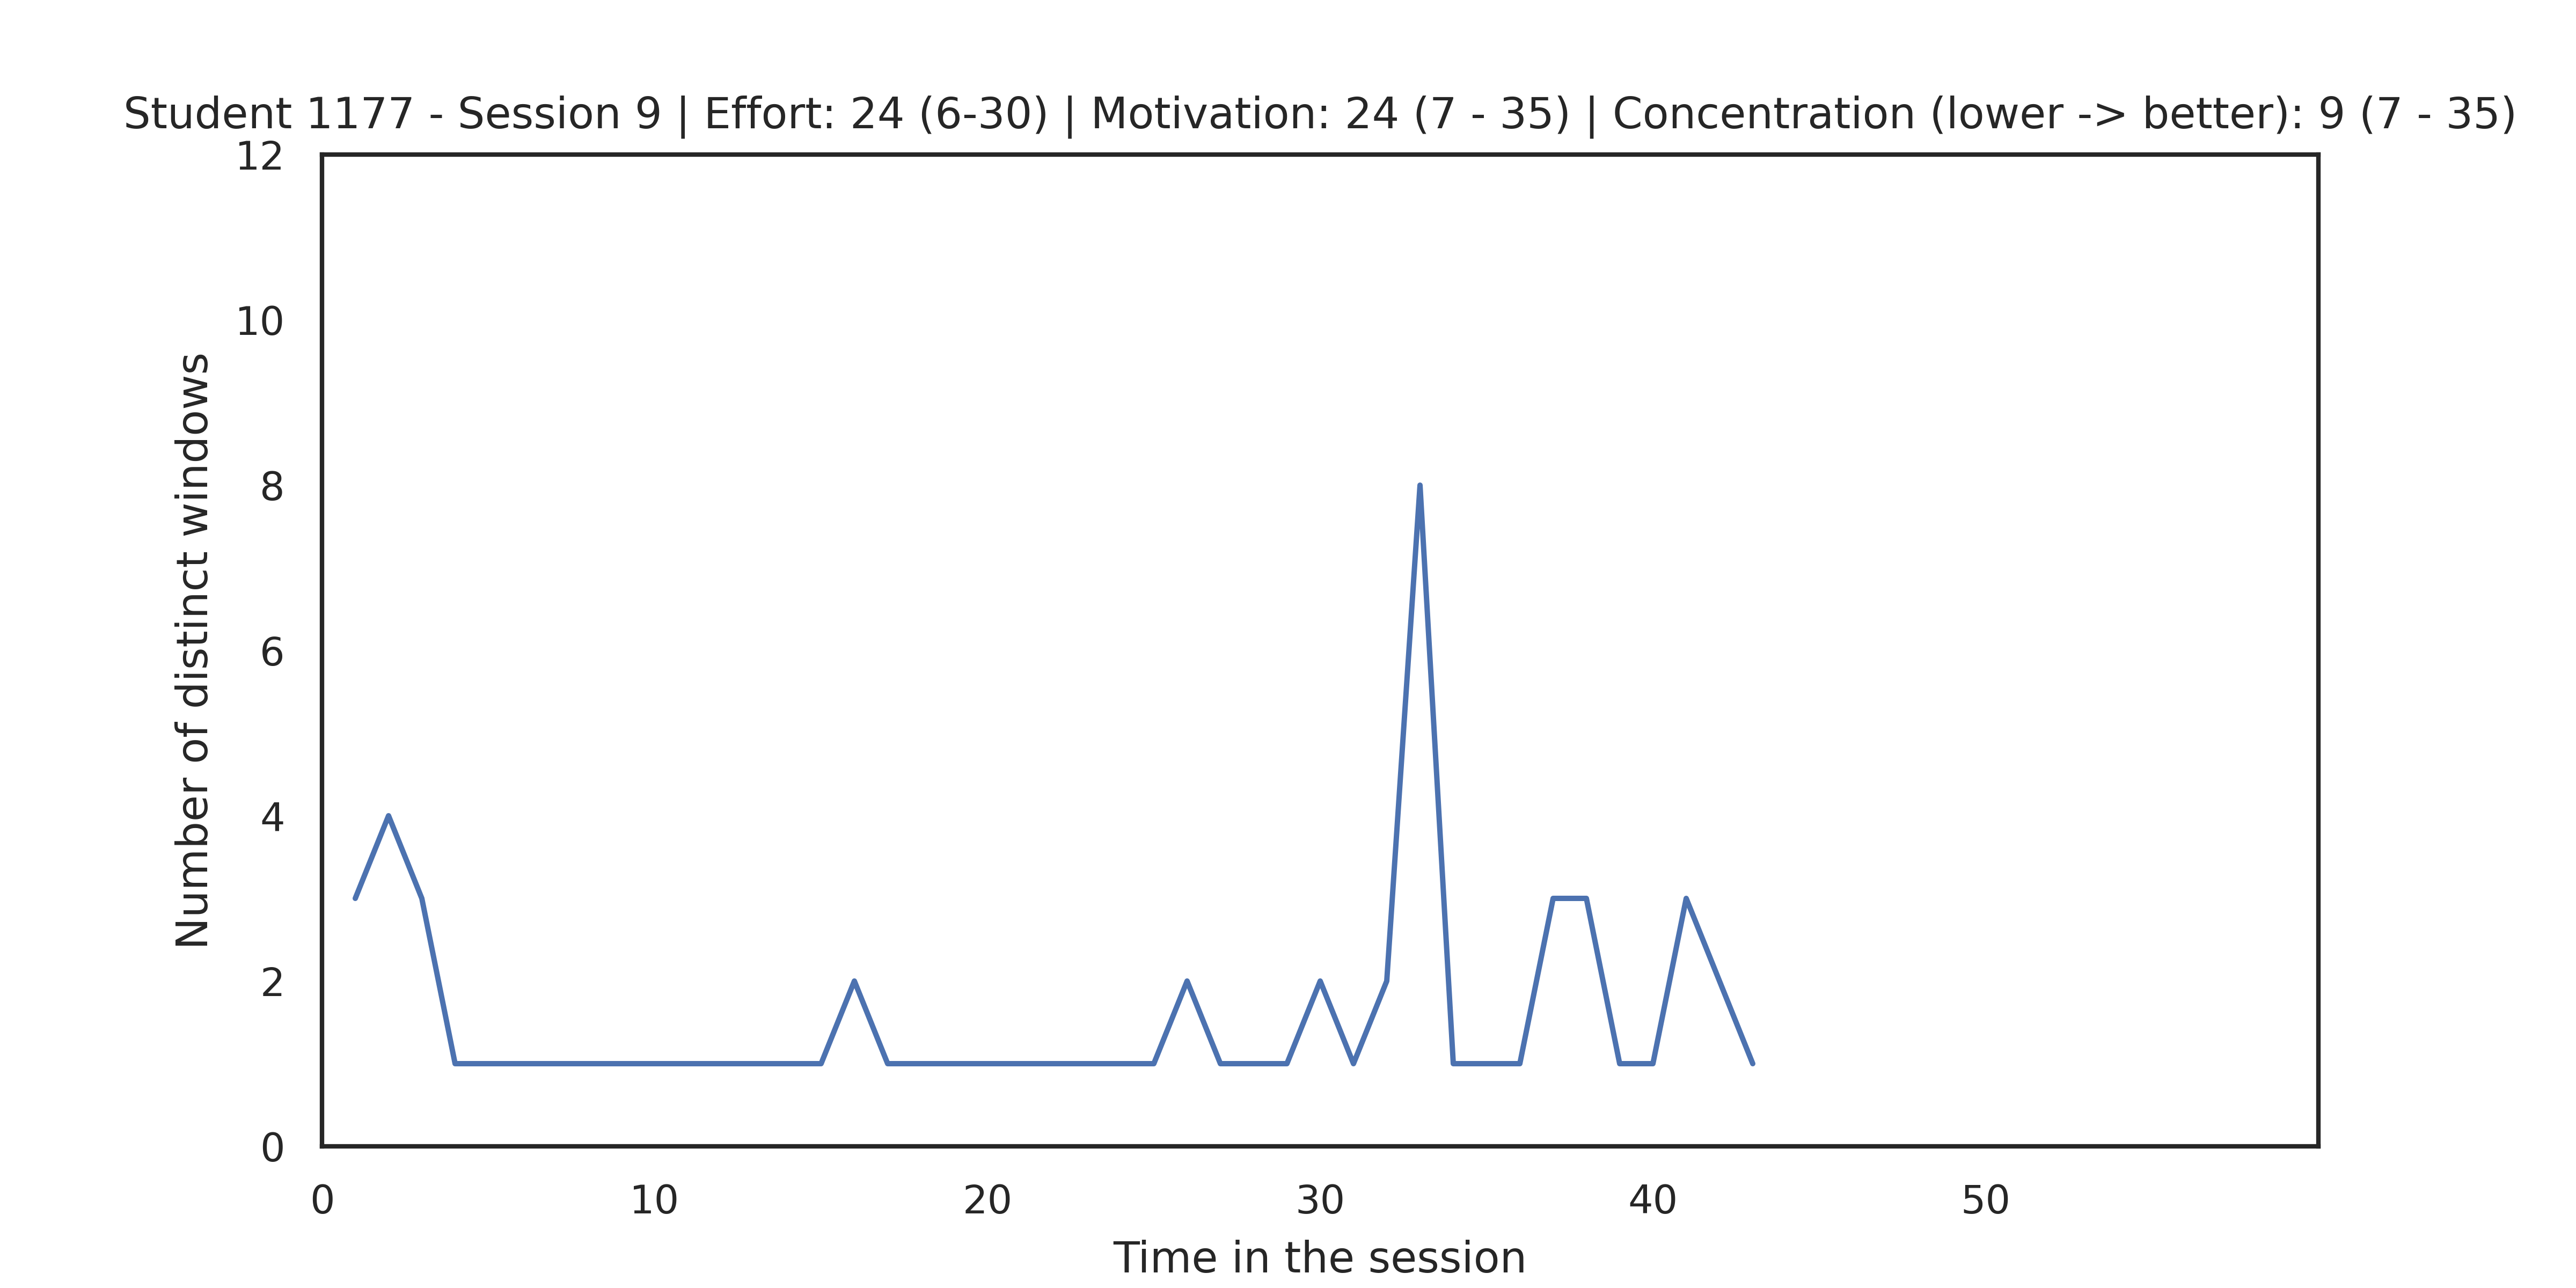 Student 1177 - Session 9 | Effort: 24 (6-30) | Motivation: 24 (7 - 35) | Concentration (lower -> better): 9 (7 - 35)
12
10
8
6
4
2
0
Number of distinct windows
0 10 20 30 40 50
Time in the session